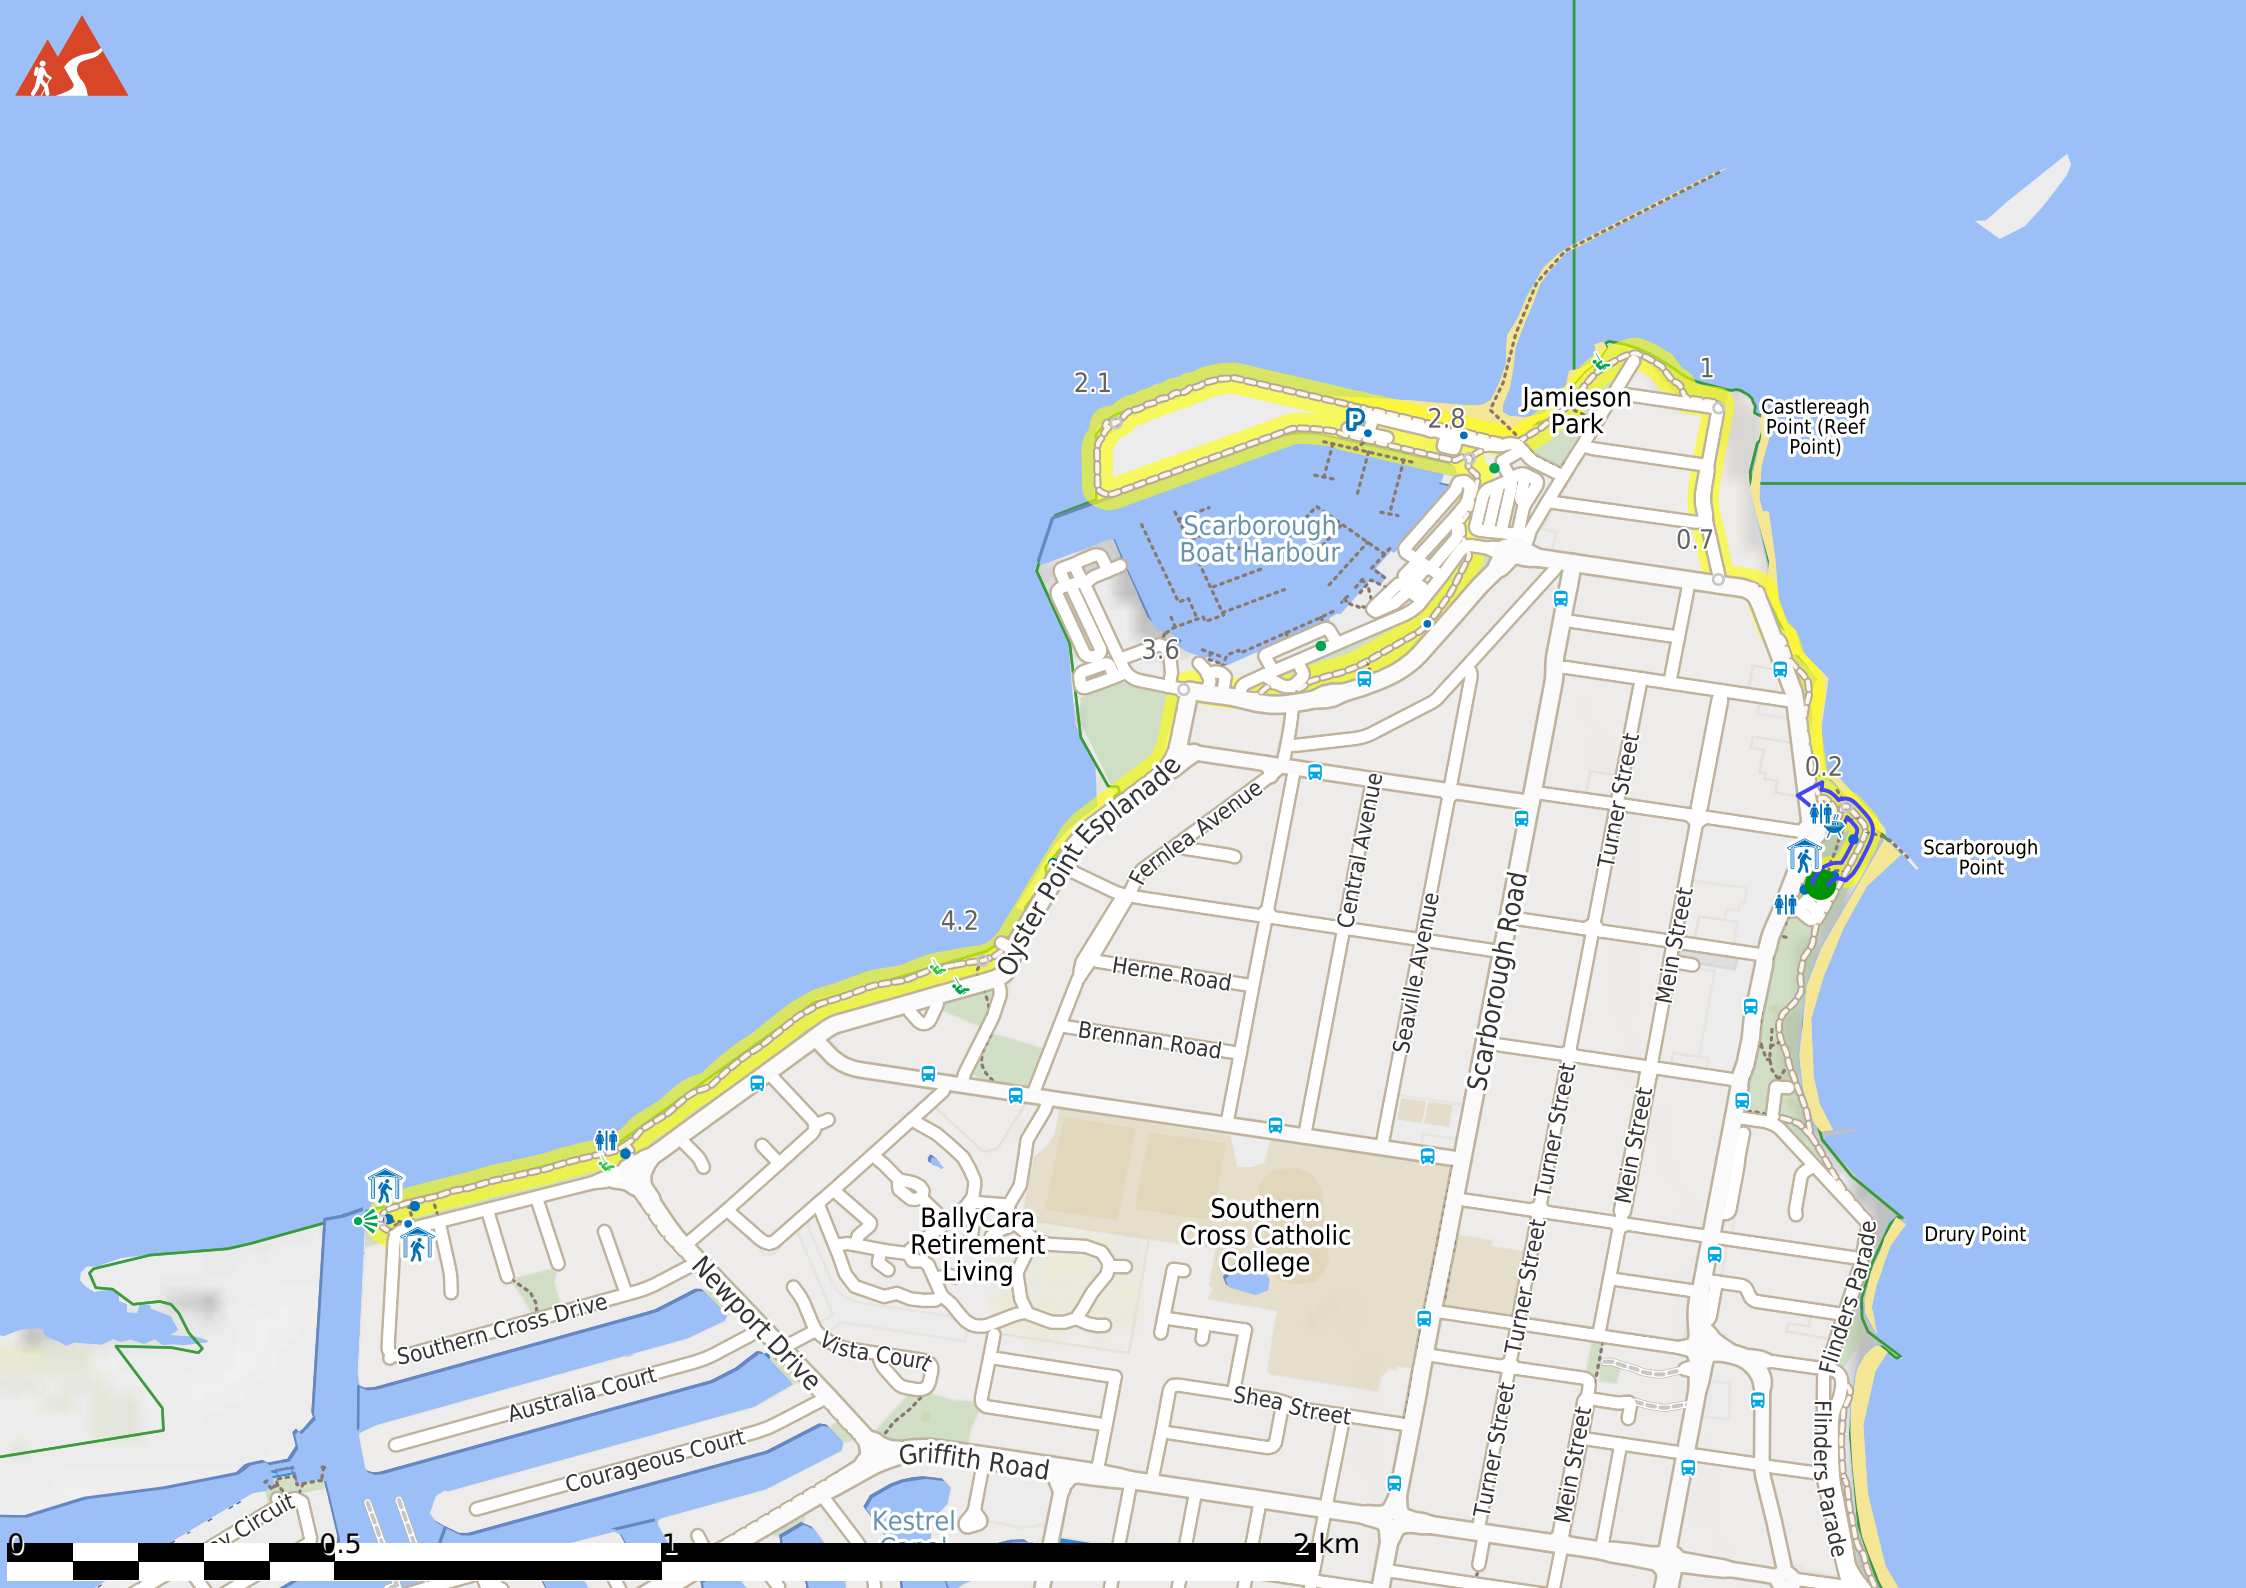 2.1
1
2.8
Jamieson
Park
Castlereagh
Point (Reef
Point)
Scarborough
Boat Harbour
0.7
3.6
0.2
Scarborough
Point
Oyster Point Esplanade
Fernlea Avenue
Central Avenue
Seaville Avenue
Scarborough Road
Turner Street
Mein Street
4.2
Herne Road
Brennan Road
Turner Street
Mein Street
BallyCara
Retirement
Living
Southern
Cross Catholic
College
Drury Point
Turner Street
Flinders Parade
Newport Drive
Southern Cross Drive
Vista Court
Australia Court
Shea Street
Courageous Court
Griffith Road
Turner Street
Mein Street
Flinders Parade
Kestrel
Canal
y Circuit
0
0.5
1
2 km
P